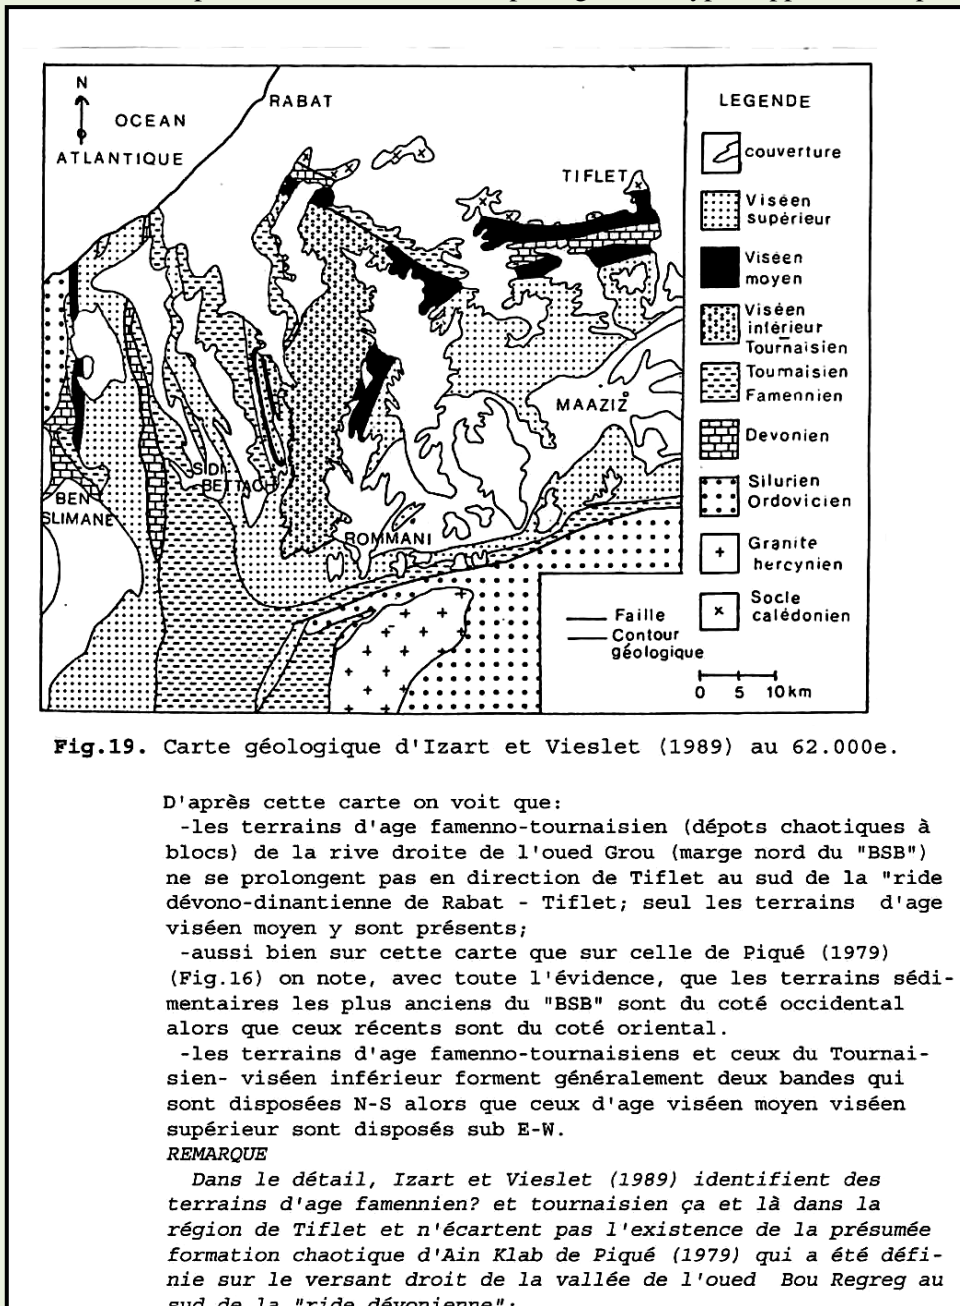 N
OCEAN
ATLANTIQUE
RABAT
TIFLET
MAAZIZ
SIDI
BETTACH
BEN
SLIMANE
ROMMANI
LEGENDE
couverture
Viséen
supérieur
Viséen
moyen
Viséen
intérieur
Tournaisien
Tournaisien
Famennien
Devonien
Silurien
Ordovicien
Granite
hercynien
Socle
calédonien
Faille
Contour
géologique
0 5 10 km
Fig.19. Carte géologique d'Izart et Vieslet (1989) au 62.000e.
D'après cette carte on voit que:
-les terrains d'age famenno-tournaisien (dépots chaotiques à
blocs) de la rive droite de l'oued Grou (marge nord du "BSB")
ne se prolongent pas en direction de Tiflet au sud de la "ride
dévono-dinantienne de Rabat - Tiflet; seul les terrains d'age
viséen moyen y sont présents;
-aussi bien sur cette carte que sur celle de Piqué (1979)
(Fig.16) on note, avec toute l'évidence, que les terrains sédi-
mentaires les plus anciens du "BSB" sont du coté occidental
alors que ceux récents sont du coté oriental.
-les terrains d'age famenno-tournaisiens et ceux du Tournai-
sien- viséen inférieur forment généralement deux bandes qui
sont disposées N-S alors que ceux d'age viséen moyen viséen
supérieur sont disposés sub E-W.
REMARQUE
Dans le détail, Izart et Vieslet (1989) identifient des
terrains d'age famennien? et tournaisien ça et là dans la
région de Tiflet et n'écartent pas l'existence de la présumée
formation chaotique d'Ain Klab de Piqué (1979) qui a été défi-
nie sur le versant droit de la vallée de l'oued Bou Regreg au
sud de la "ride dévonienne";